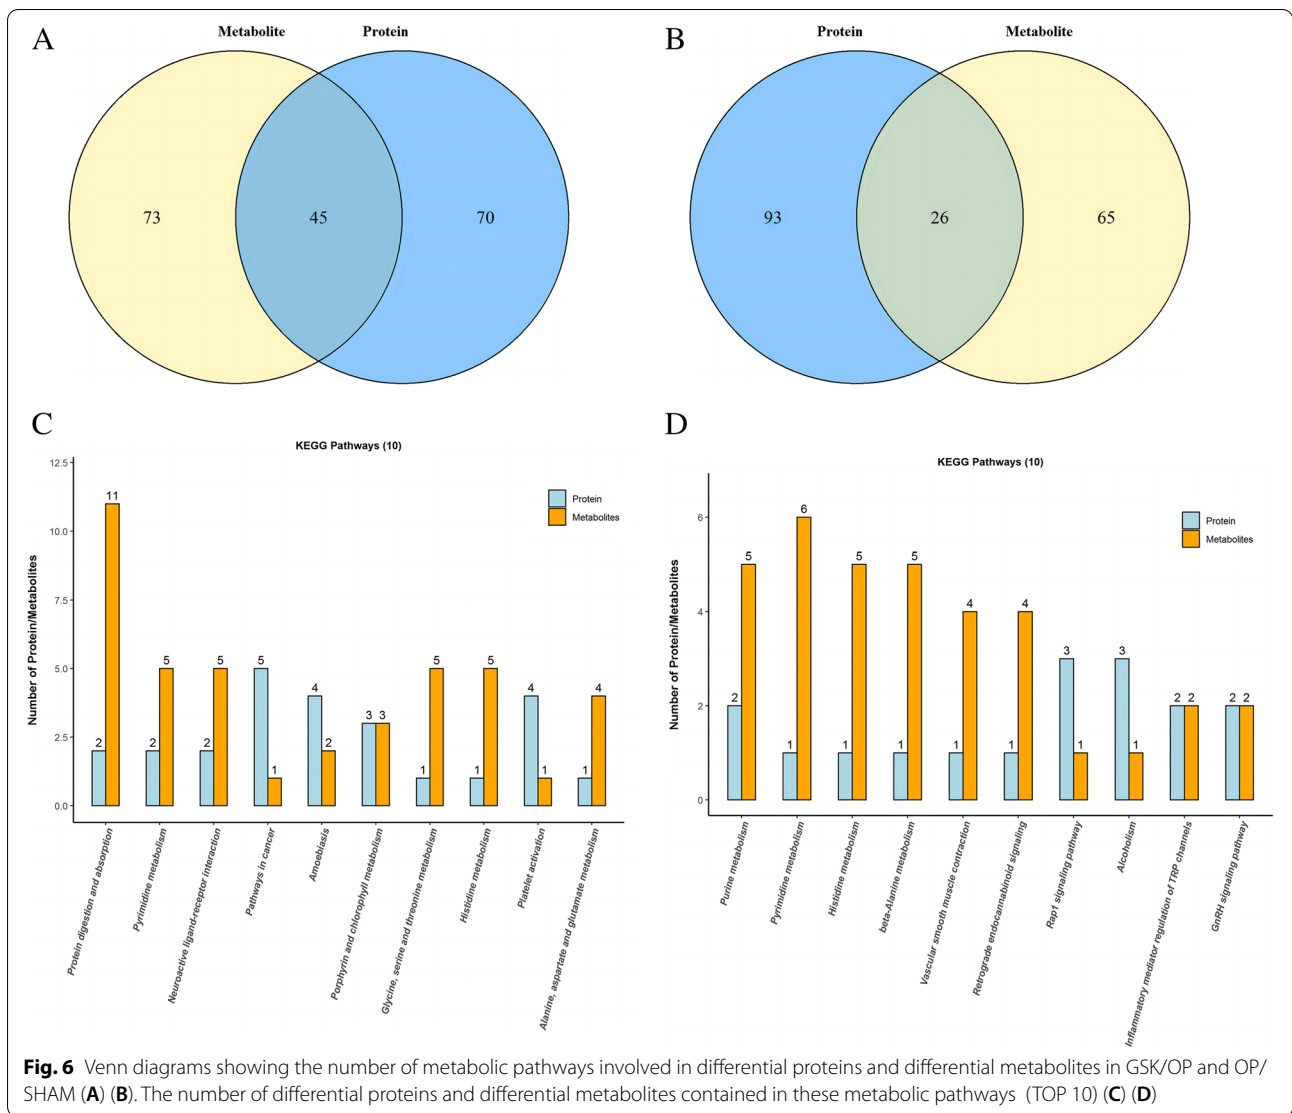 A
Metabolite Protein
73 45 70
B
Protein Metabolite
93 26 65
C
KEGG Pathways (10)
Number of Protein/Metabolites
12.5
10.0
7.5
5.0
2.5
0.0
Protein
Metabolites
2 11
2 5
2 5
5 1
4 2
3 3
1 5
1 5
4 1
1 4
Protein digestion and absorption
Pyrimidine metabolism
Neuroactive ligand-receptor interaction
Pathways in cancer
Amoebiasis
Porphyrin and chlorophyll metabolism
Glycine, serine and threonine metabolism
Histidine metabolism
Platelet activation
Alanine, aspartate and glutamate metabolism
D
KEGG Pathways (10)
Number of Protein/Metabolites
6
4
2
0
Protein
Metabolites
2 5
1 6
1 5
1 5
1 4
1 4
3 1
3 1
2 2
2 2
Purine metabolism
Pyrimidine metabolism
Histidine metabolism
beta-Alanine metabolism
Vascular smooth muscle contraction
Retrograde endocannabinoid signaling
Rap1 signaling pathway
Alcoholism
Inflammatory mediator regulation of TRP channels
GnRH signaling pathway
Fig. 6 Venn diagrams showing the number of metabolic pathways involved in differential proteins and differential metabolites in GSK/OP and OP/
SHAM (A) (B). The number of differential proteins and differential metabolites contained in these metabolic pathways (TOP 10) (C) (D)